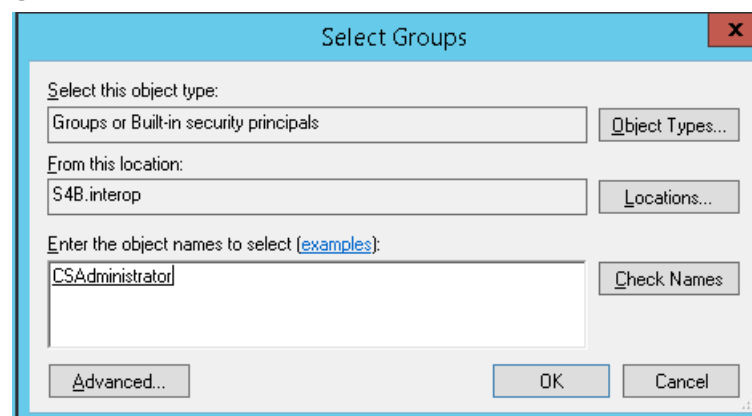 Select Groups
x
Select this object type:
Groups or Built-in security principals
Object Types...
From this location:
S4B.interop
Locations...
Enter the object names to select (examples):
CSAdministrator
Check Names
Advanced...
OK
Cancel